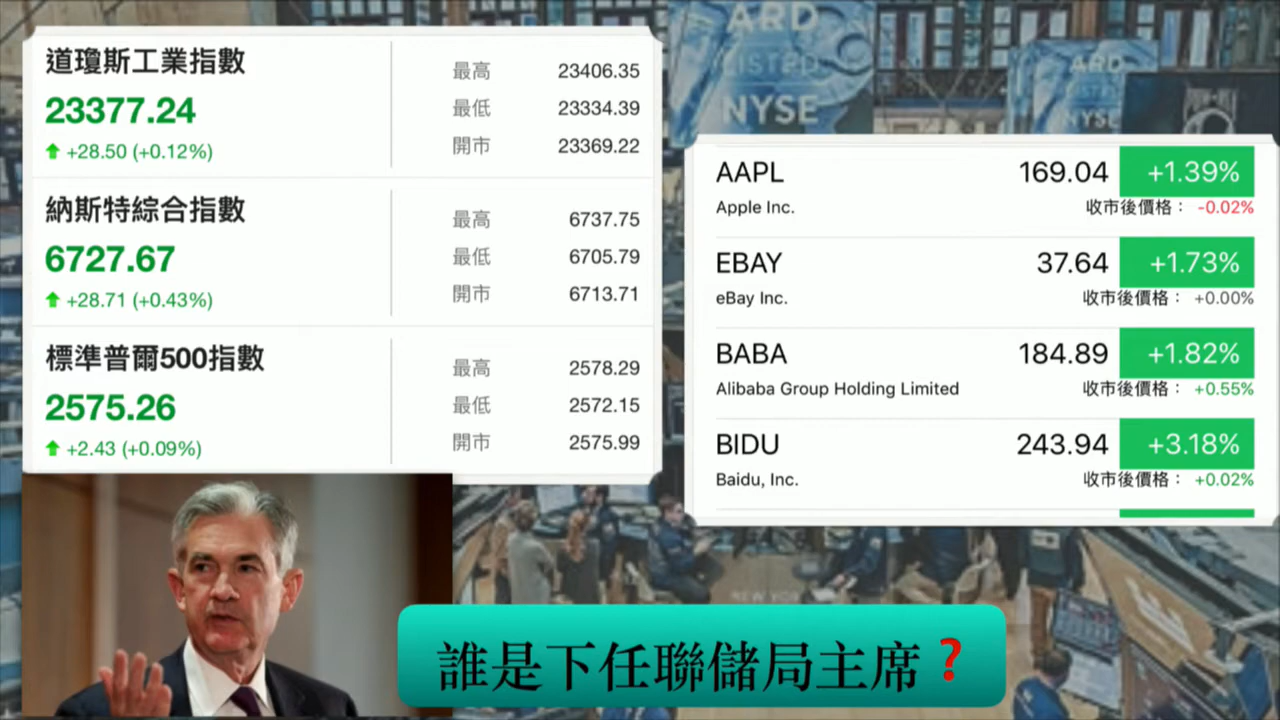 道瓊斯工業指數
23377.24
+28.50 (+0.12%)
最高 23406.35
最低 23334.39
開市 23369.22
納斯特綜合指數
6727.67
+28.71 (+0.43%)
最高 6737.75
最低 6705.79
開市 6713.71
標準普爾500指數
2575.26
+2.43 (+0.09%)
最高 2578.29
最低 2572.15
開市 2575.99
ARD
LISTED
NYSE
ARD
NYSE
AAPL 169.04 +1.39%
Apple Inc. 收市後價格： -0.02%
EBAY 37.64 +1.73%
eBay Inc. 收市後價格： +0.00%
BABA 184.89 +1.82%
Alibaba Group Holding Limited 收市後價格： +0.55%
BIDU 243.94 +3.18%
Baidu, Inc. 收市後價格： +0.02%
NEW YORK
誰是下任聯儲局主席？